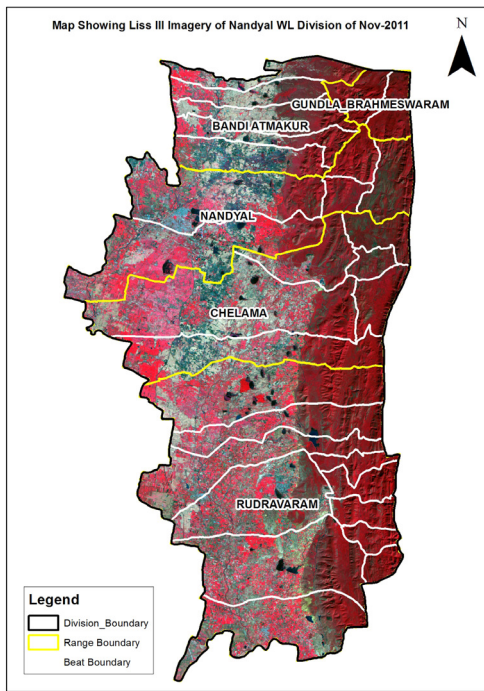 Map Showing Liss III Imagery of Nandyal WL Division of Nov-2011
N
GUNDLA_BRAHMESWARAM
BANDI ATMAKUR
NANDYAL
CHELAMA
RUDRAVARAM
Legend
Division_Boundary
Range Boundary
Beat Boundary